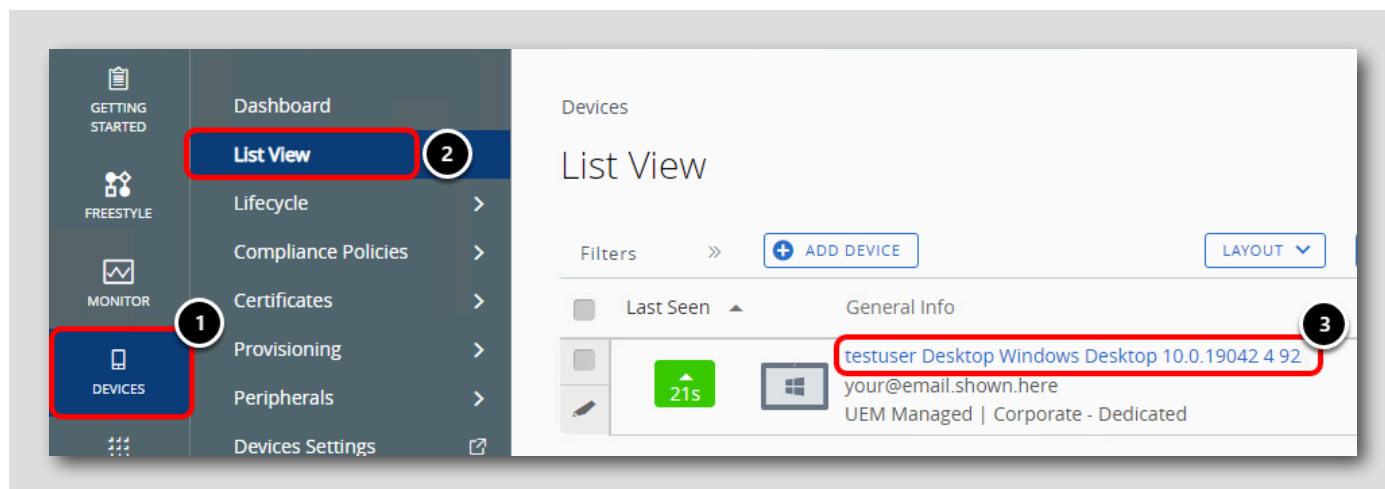 GETTING
STARTED
FREESTYLE
MONITOR
1
DEVICES
Dashboard
List View
2
Lifecycle
Compliance Policies
Certificates
Provisioning
Peripherals
Devices Settings
Devices
List View
Filters » ADD DEVICE LAYOUT
Last Seen General Info
3
21s
testuser Desktop Windows Desktop 10.0.19042 4 92
your@email.shown.here
UEM Managed | Corporate - Dedicated